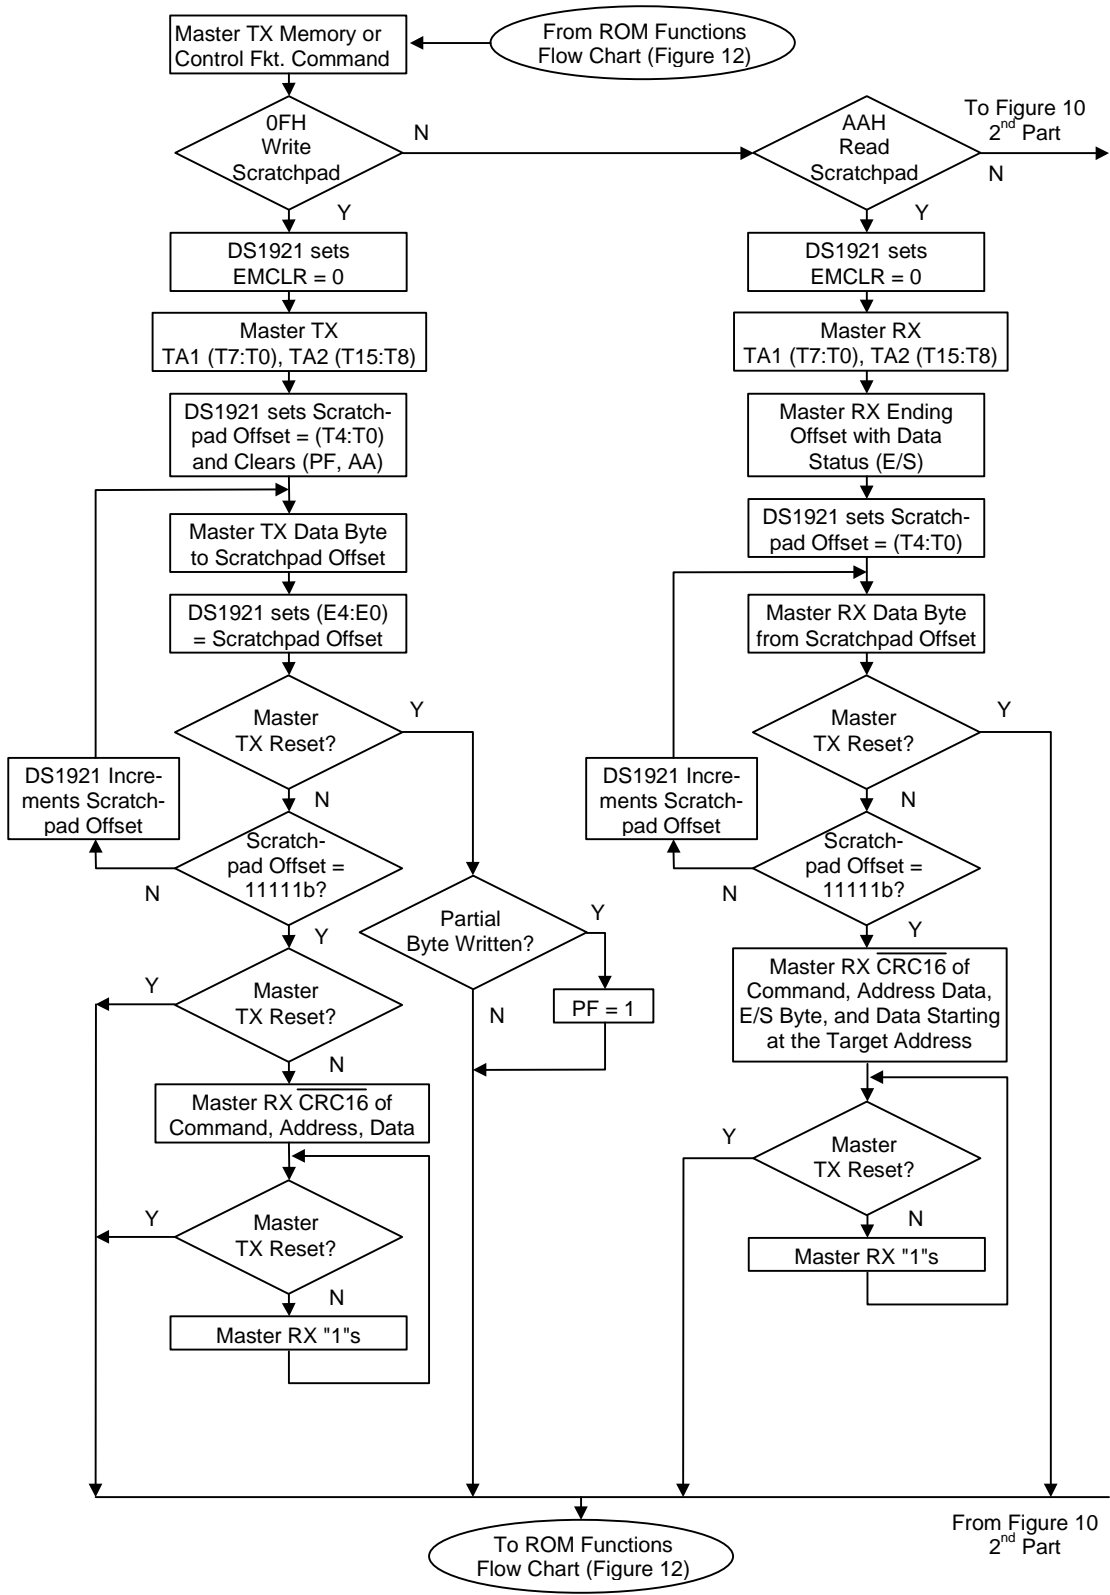 Master TX Memory or
Control Fkt. Command
From ROM Functions
Flow Chart (Figure 12)
0FH
Write
Scratchpad
N
Y
AAH
Read
Scratchpad
To Figure 10
2nd Part
N
Y
DS1921 sets
EMCLR = 0
Master TX
TA1 (T7:T0), TA2 (T15:T8)
DS1921 sets Scratch-
pad Offset = (T4:T0)
and Clears (PF, AA)
Master TX Data Byte
to Scratchpad Offset
DS1921 sets (E4:E0)
= Scratchpad Offset
Master
TX Reset?
Y
N
DS1921 Incre-
ments Scratch-
pad Offset
Scratch-
pad Offset =
11111b?
N
Y
Partial
Byte Written?
Y
N
PF = 1
Master
TX Reset?
Y
N
Master RX CRC16 of
Command, Address, Data
Master
TX Reset?
Y
N
Master RX "1"s
DS1921 sets
EMCLR = 0
Master RX
TA1 (T7:T0), TA2 (T15:T8)
Master RX Ending
Offset with Data
Status (E/S)
DS1921 sets Scratch-
pad Offset = (T4:T0)
Master RX Data Byte
from Scratchpad Offset
Master
TX Reset?
Y
N
DS1921 Incre-
ments Scratch-
pad Offset
Scratch-
pad Offset =
11111b?
N
Y
Master RX CRC16 of
Command, Address Data,
E/S Byte, and Data Starting
at the Target Address
Master
TX Reset?
Y
N
Master RX "1"s
From Figure 10
2nd Part
To ROM Functions
Flow Chart (Figure 12)